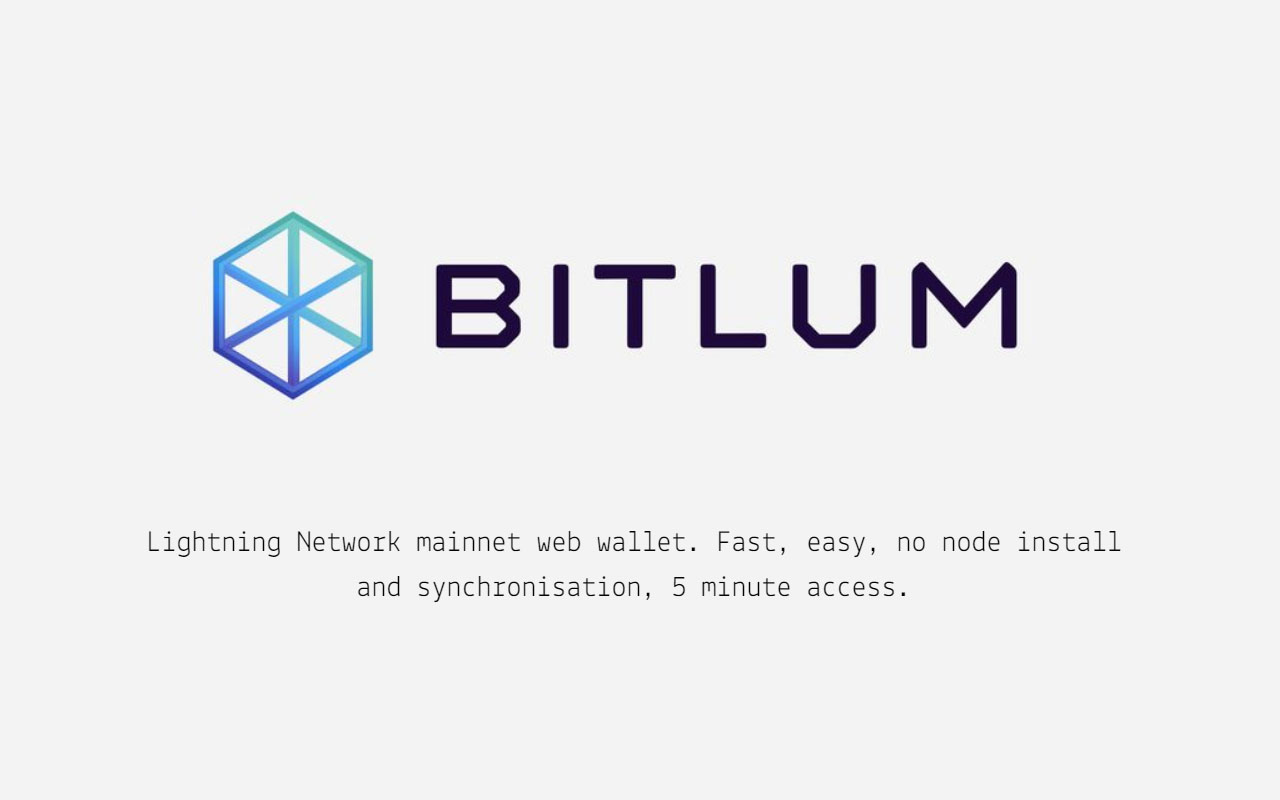 BITLUM
Lightning Network mainnet web wallet. Fast, easy, no node install
and synchronisation, 5 minute access.